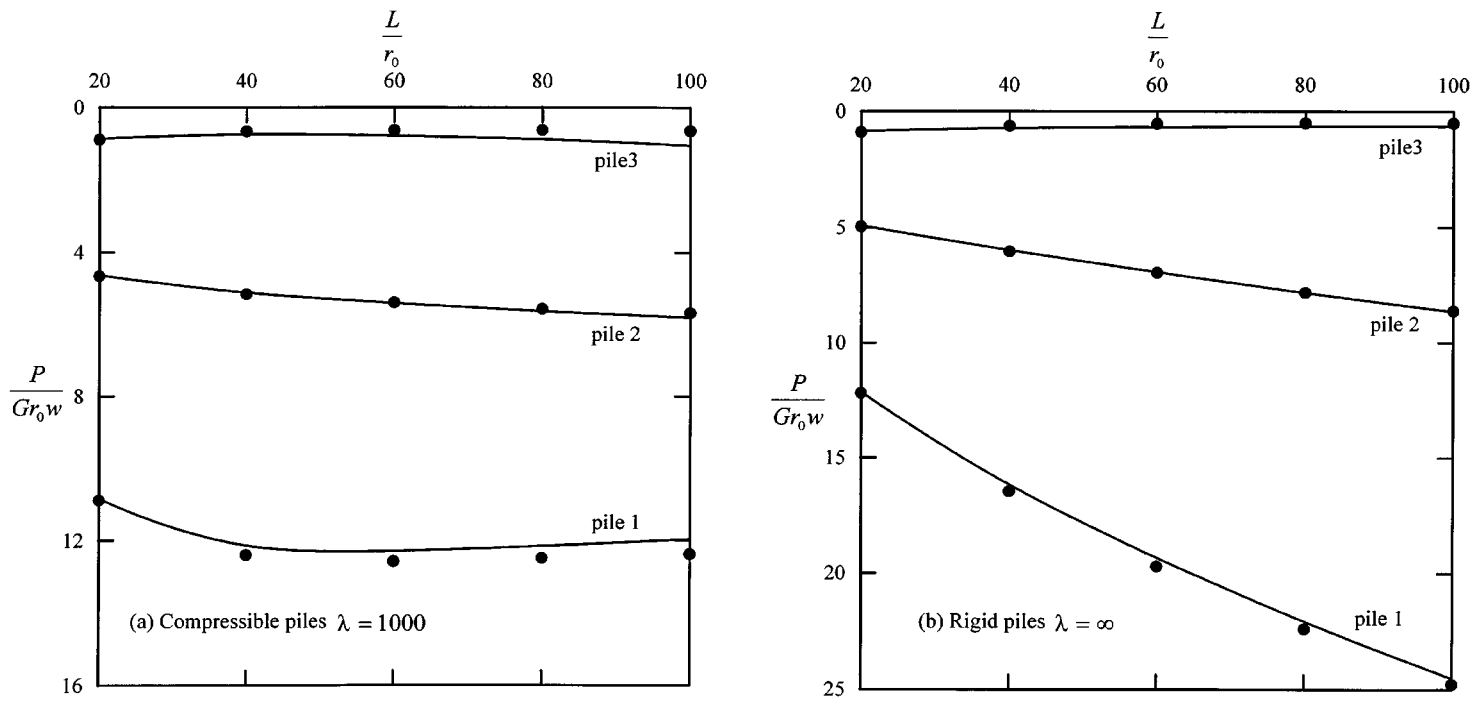 L
r₀
20 40 60 80 100
0
4
8
12
16
P
Gr₀w
pile3
pile 2
pile 1
(a) Compressible piles λ = 1000
L
r₀
20 40 60 80 100
0
5
10
15
20
25
P
Gr₀w
pile3
pile 2
pile 1
(b) Rigid piles λ = ∞